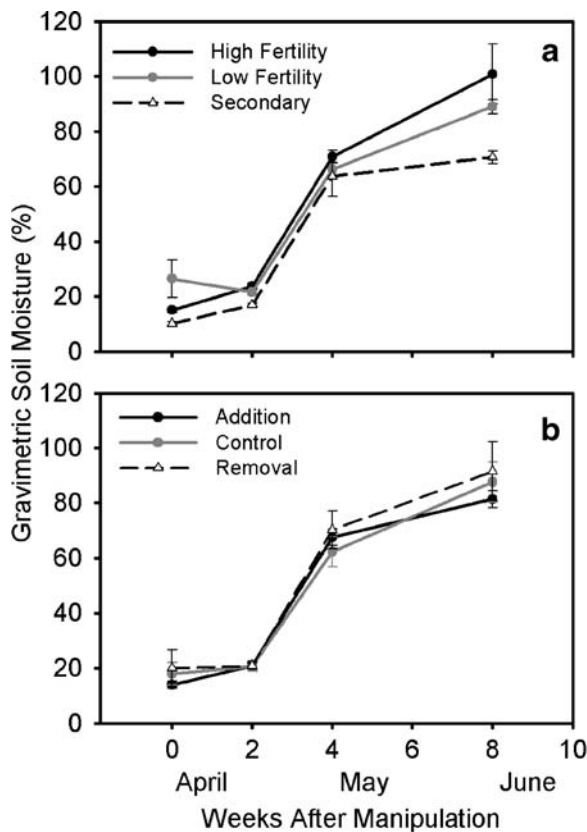 120
100
80
60
40
20
0
High Fertility
Low Fertility
Secondary
a
120
100
80
60
40
20
0
Addition
Control
Removal
b
Gravimetric Soil Moisture (%)
0 2 4 6 8 10
April May June
Weeks After Manipulation